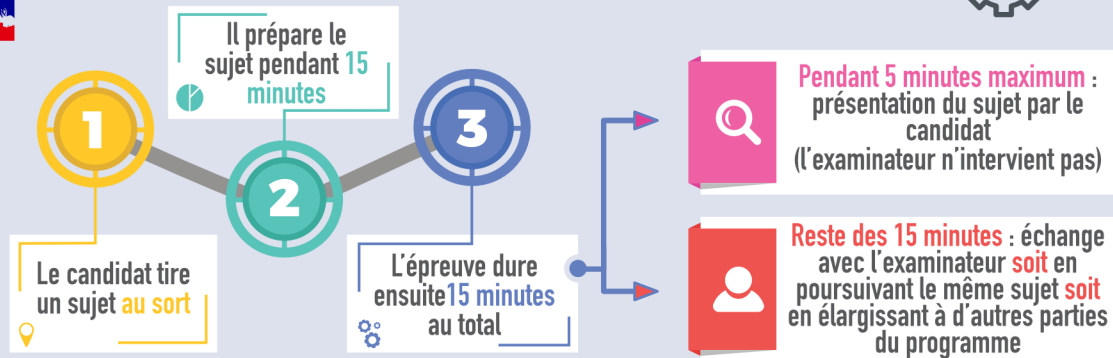 1
Le candidat tire
un sujet au sort
Il prépare le
sujet pendant 15
minutes
2
3
L'épreuve dure
ensuite15 minutes
au total
Pendant 5 minutes maximum :
présentation du sujet par le
candidat
(l'examinateur n'intervient pas)
Reste des 15 minutes : échange
avec l'examinateur soit en
poursuivant le même sujet soit
en élargissant à d'autres parties
du programme